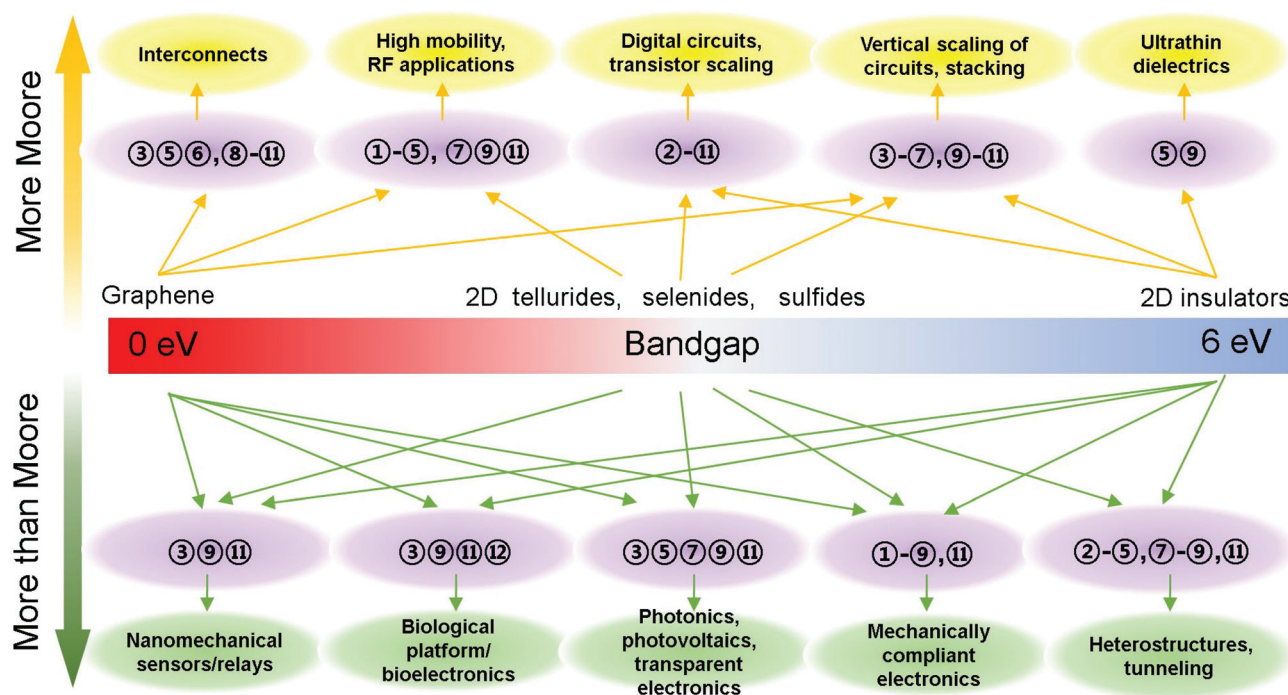 More Moore
Interconnects
High mobility,
RF applications
Digital circuits,
transistor scaling
Vertical scaling of
circuits, stacking
Ultrathin
dielectrics
③⑤⑥,⑧-⑪
①-⑤, ⑦⑨⑪
②-⑪
③-⑦,⑨-⑪
⑤⑨
Graphene
2D tellurides, selenides, sulfides
2D insulators
0 eV
Bandgap
6 eV
More than Moore
③⑨⑪
③⑨⑪⑫
③⑤⑦⑨⑪
①-⑨,⑪
②-⑤,⑦-⑨,⑪
Nanomechanical
sensors/relays
Biological
platform/
bioelectronics
Photonics,
photovoltaics,
transparent
electronics
Mechanically
compliant
electronics
Heterostructures,
tunneling